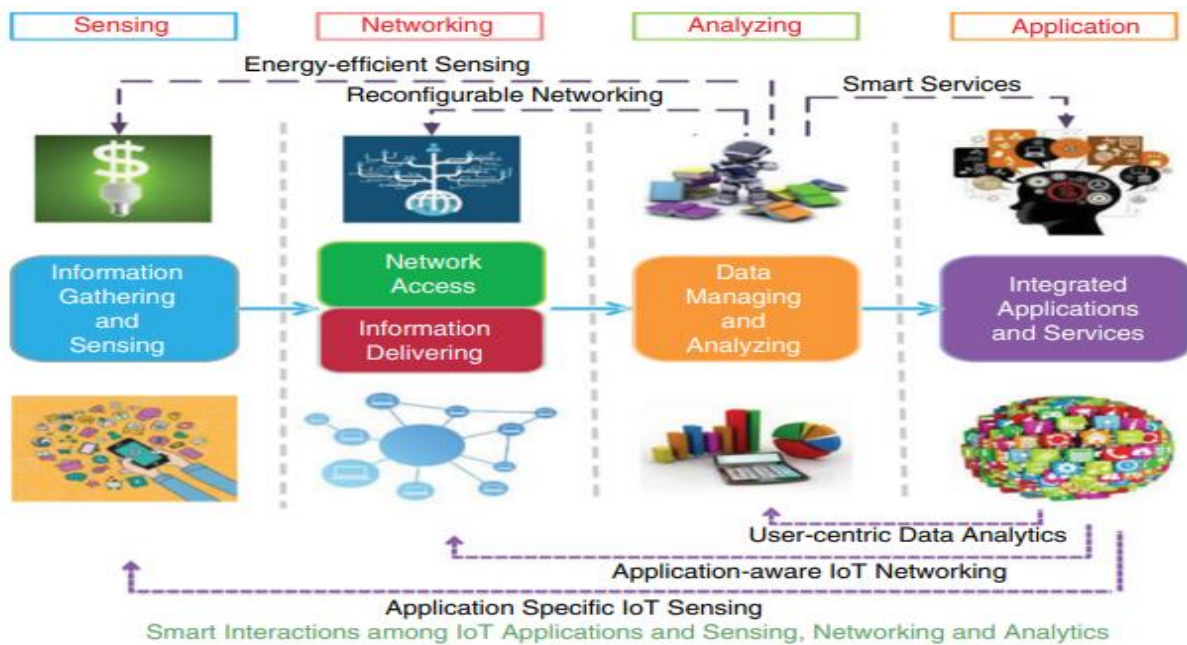 Sensing
Networking
Analyzing
Application
Energy-efficient Sensing
Reconfigurable Networking
Smart Services
Information
Gathering
and
Sensing
Network
Access
Information
Delivering
Data
Managing
and
Analyzing
Integrated
Applications
and Services
User-centric Data Analytics
Application-aware IoT Networking
Application Specific IoT Sensing
Smart Interactions among IoT Applications and Sensing, Networking and Analytics